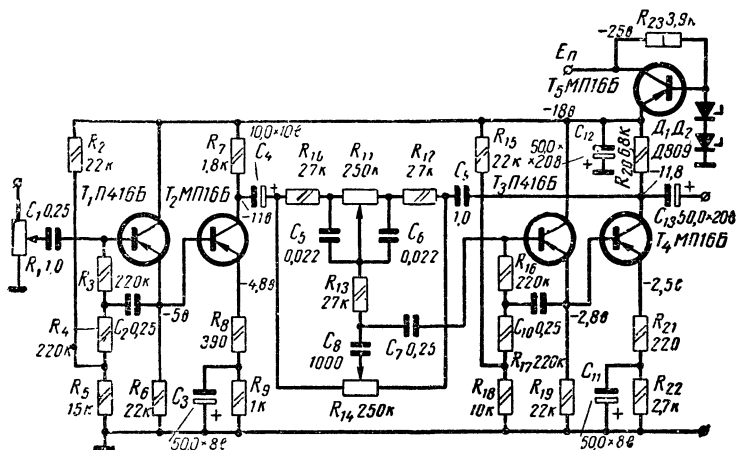 R23 3,9к
−25в
Eп
T5 МП16Б
−18в
R2
22к
R7
1,8к
10,0×10в
C4
R10
27к
R11
250к
R12
27к
C9
1,0
R15
22к
C12
50,0×20в
R20 6,8к
Д1 Д2
Д809
−11,8
C13 50,0×20в
T1 П416Б
T2 МП16Б
−11в
T3 П416Б
T4 МП16Б
C1 0,25
R1 1,0
C5
0,022
C6
0,022
R3
220к
R13
27к
R16
220к
−4,8в
−2,5в
−5в
−2,8в
R4
220к
C2 0,25
R8
390
C8
1000
C7 0,25
C10 0,25
R17 220к
R21
220
R5
15к
R6
22к
C3
50,0×8в
R9
1к
R14 250к
R18
10к
R19
22к
C11
50,0×8в
R22
2,7к